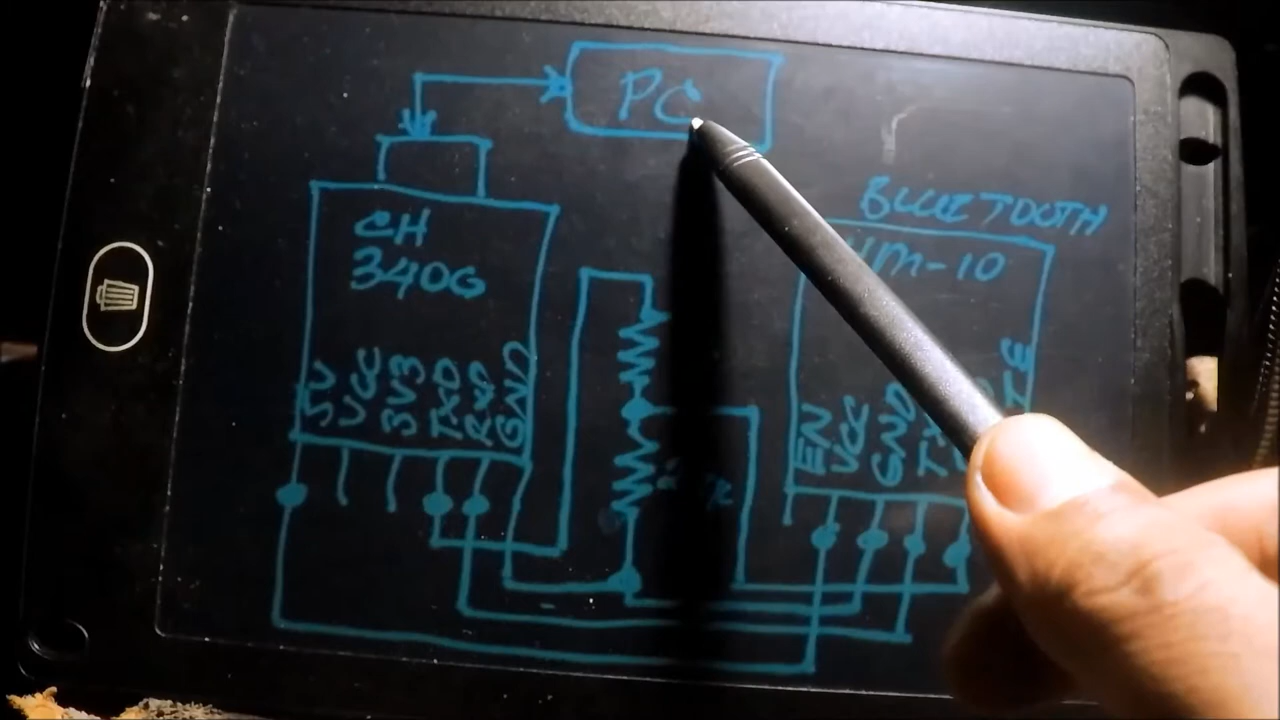 PC
BLUETOOTH
HM-10
CH
340G
5V
VCC
3V3
TXD
RXD
GND
EN
VCC
GND